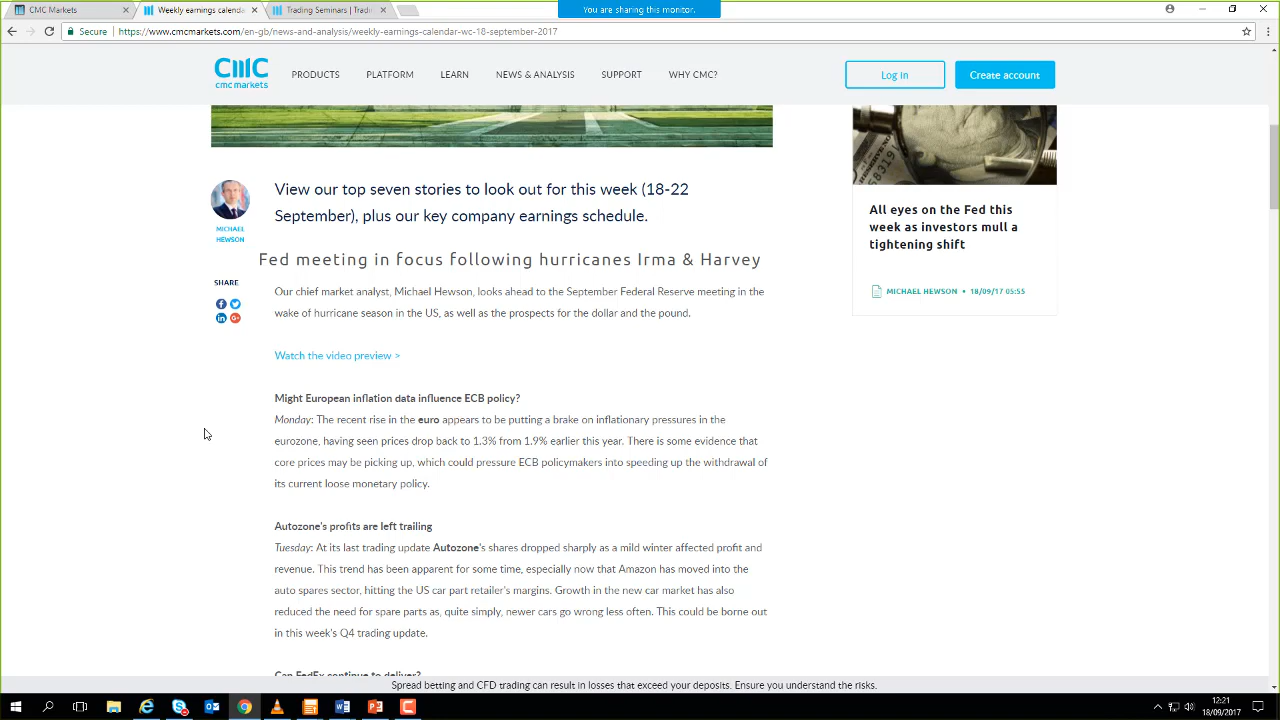 CMC Markets
Weekly earnings calenda
Trading Seminars | Tradi
You are sharing this monitor.
Secure
https://www.cmcmarkets.com/en-gb/news-and-analysis/weekly-earnings-calendar-wc-18-september-2017
cmc markets
PRODUCTS
PLATFORM
LEARN
NEWS & ANALYSIS
SUPPORT
WHY CMC?
Log in
Create account
MICHAEL
HEWSON
SHARE
View our top seven stories to look out for this week (18-22
September), plus our key company earnings schedule.
Fed meeting in focus following hurricanes Irma & Harvey
Our chief market analyst, Michael Hewson, looks ahead to the September Federal Reserve meeting in the
wake of hurricane season in the US, as well as the prospects for the dollar and the pound.
Watch the video preview >
Might European inflation data influence ECB policy?
Monday: The recent rise in the euro appears to be putting a brake on inflationary pressures in the
eurozone, having seen prices drop back to 1.3% from 1.9% earlier this year. There is some evidence that
core prices may be picking up, which could pressure ECB policymakers into speeding up the withdrawal of
its current loose monetary policy.
Autozone's profits are left trailing
Tuesday: At its last trading update Autozone's shares dropped sharply as a mild winter affected profit and
revenue. This trend has been apparent for some time, especially now that Amazon has moved into the
auto spares sector, hitting the US car part retailer's margins. Growth in the new car market has also
reduced the need for spare parts as, quite simply, newer cars go wrong less often. This could be borne out
in this week's Q4 trading update.
Can FedEx continue to deliver?
All eyes on the Fed this
week as investors mull a
tightening shift
MICHAEL HEWSON • 18/09/17 05:55
Spread betting and CFD trading can result in losses that exceed your deposits. Ensure you understand the risks.
12:21
18/09/2017